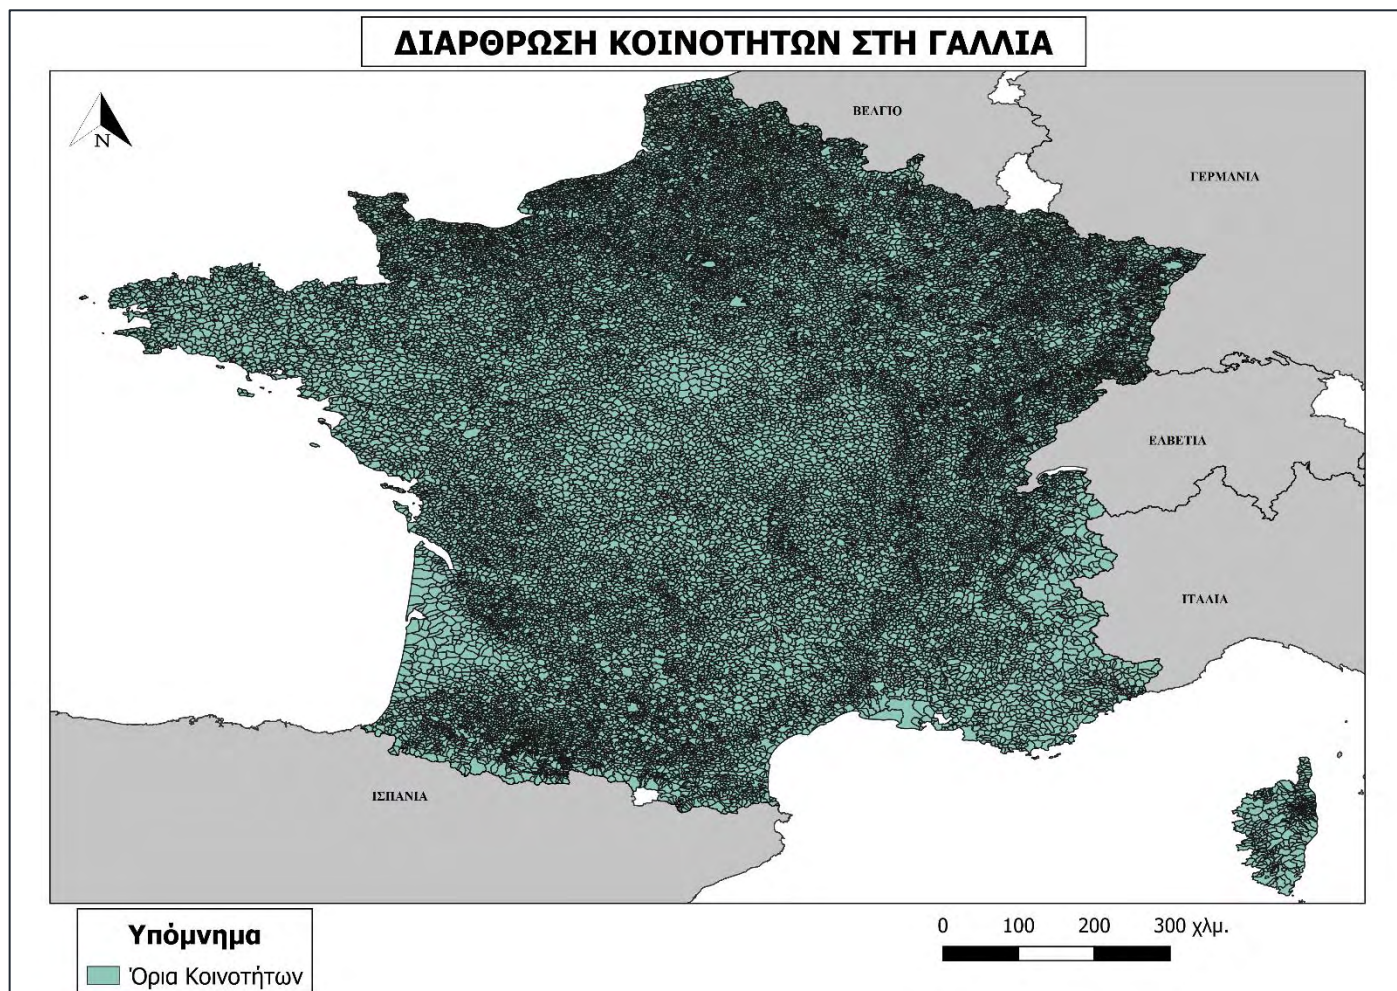 ΔΙΑΡΘΡΩΣΗ ΚΟΙΝΟΤΗΤΩΝ ΣΤΗ ΓΑΛΛΙΑ
N
ΒΕΛΓΙΟ
ΓΕΡΜΑΝΙΑ
ΕΛΒΕΤΙΑ
ΙΤΑΛΙΑ
ΙΣΠΑΝΙΑ
Υπόμνημα
Όρια Κοινοτήτων
0 100 200 300 χλμ.